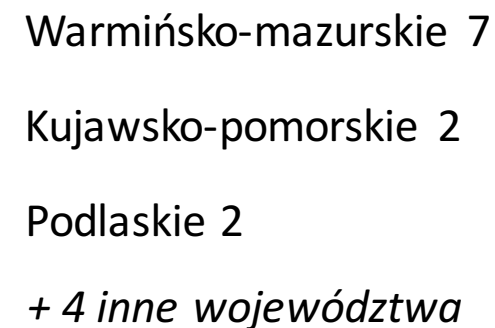 Warmińsko-mazurskie 7
Kujawsko-pomorskie 2
Podlaskie 2
+ 4 inne województwa